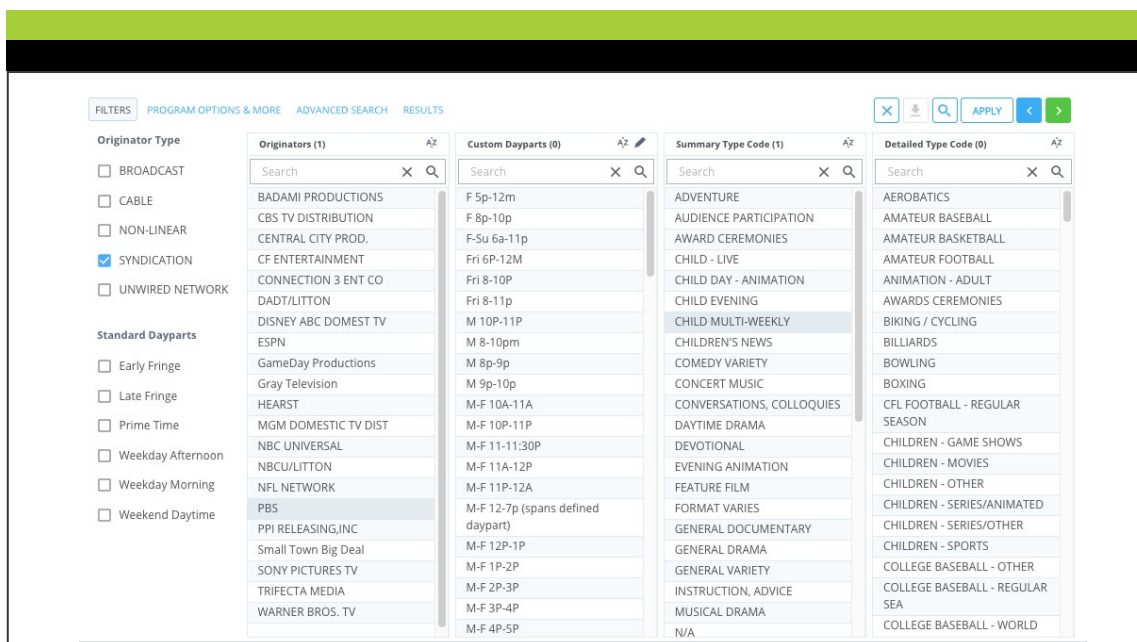 FILTERS PROGRAM OPTIONS & MORE ADVANCED SEARCH RESULTS APPLY
Originator Type
BROADCAST
CABLE
NON-LINEAR
SYNDICATION
UNWIRED NETWORK
Standard Dayparts
Early Fringe
Late Fringe
Prime Time
Weekday Afternoon
Weekday Morning
Weekend Daytime
Originators (1) AZ
Search
BADAMI PRODUCTIONS
CBS TV DISTRIBUTION
CENTRAL CITY PROD.
CF ENTERTAINMENT
CONNECTION 3 ENT CO
DADT/LITTON
DISNEY ABC DOMEST TV
ESPN
GameDay Productions
Gray Television
HEARST
MGM DOMESTIC TV DIST
NBC UNIVERSAL
NBCU/LITTON
NFL NETWORK
PBS
PPI RELEASING,INC
Small Town Big Deal
SONY PICTURES TV
TRIFECTA MEDIA
WARNER BROS. TV
Custom Dayparts (0) AZ
Search
F 5p-12m
F 8p-10p
F-Su 6a-11p
Fri 6P-12M
Fri 8-10P
Fri 8-11p
M 10P-11P
M 8-10pm
M 8p-9p
M 9p-10p
M-F 10A-11A
M-F 10P-11P
M-F 11-11:30P
M-F 11A-12P
M-F 11P-12A
M-F 12-7p (spans defined
daypart)
M-F 12P-1P
M-F 1P-2P
M-F 2P-3P
M-F 3P-4P
M-F 4P-5P
Summary Type Code (1) AZ
Search
ADVENTURE
AUDIENCE PARTICIPATION
AWARD CEREMONIES
CHILD - LIVE
CHILD DAY - ANIMATION
CHILD EVENING
CHILD MULTI-WEEKLY
CHILDREN'S NEWS
COMEDY VARIETY
CONCERT MUSIC
CONVERSATIONS, COLLOQUIES
DAYTIME DRAMA
DEVOTIONAL
EVENING ANIMATION
FEATURE FILM
FORMAT VARIES
GENERAL DOCUMENTARY
GENERAL DRAMA
GENERAL VARIETY
INSTRUCTION, ADVICE
MUSICAL DRAMA
N/A
Detailed Type Code (0) AZ
Search
AEROBATICS
AMATEUR BASEBALL
AMATEUR BASKETBALL
AMATEUR FOOTBALL
ANIMATION - ADULT
AWARDS CEREMONIES
BIKING / CYCLING
BILLIARDS
BOWLING
BOXING
CFL FOOTBALL - REGULAR
SEASON
CHILDREN - GAME SHOWS
CHILDREN - MOVIES
CHILDREN - OTHER
CHILDREN - SERIES/ANIMATED
CHILDREN - SERIES/OTHER
CHILDREN - SPORTS
COLLEGE BASEBALL - OTHER
COLLEGE BASEBALL - REGULAR
SEA
COLLEGE BASEBALL - WORLD